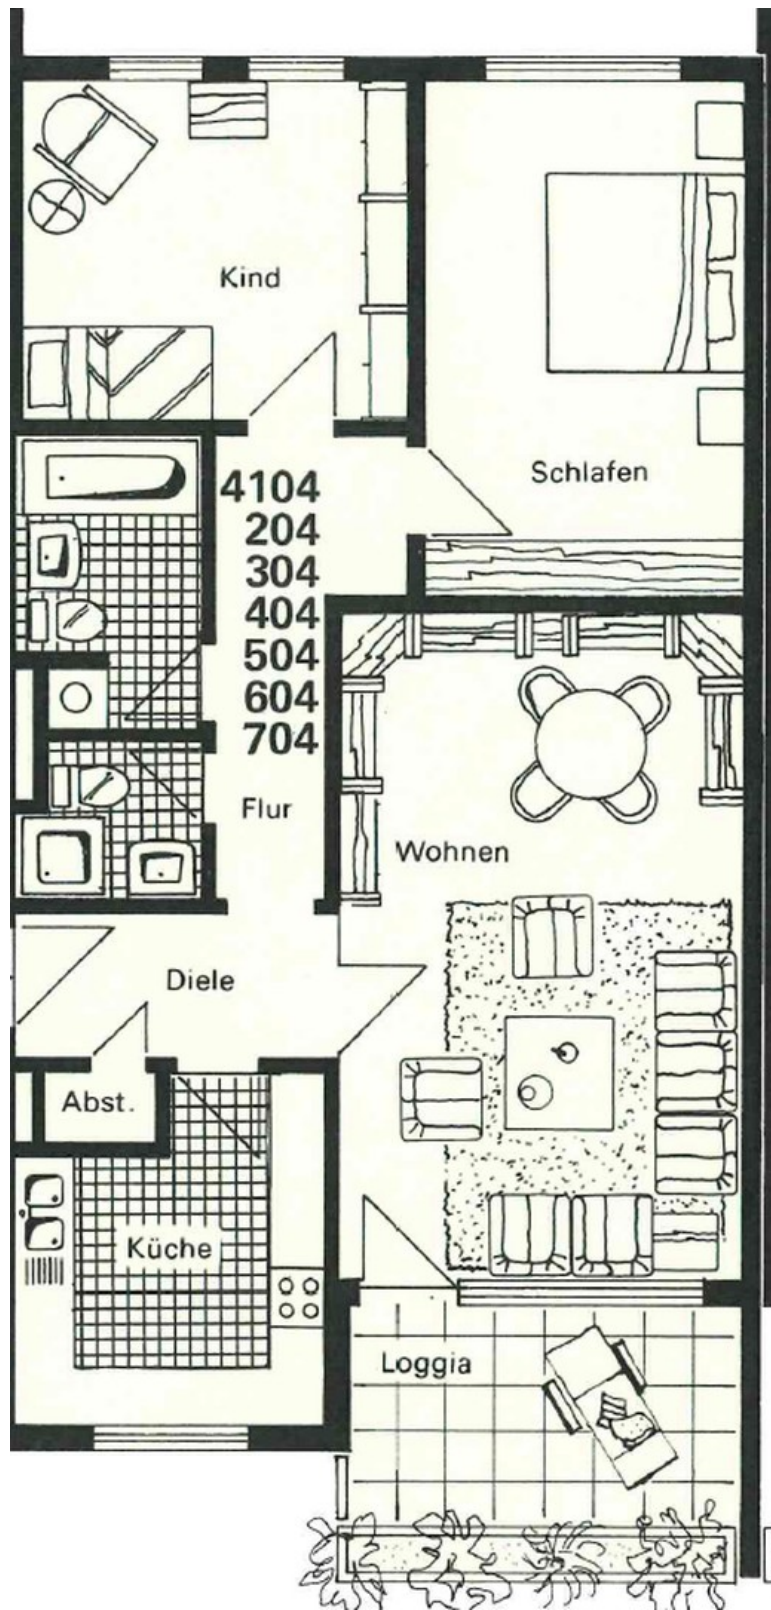 Kind
Schlafen
4104
204
304
404
504
604
704
Flur
Wohnen
Diele
Abst.
Küche
Loggia